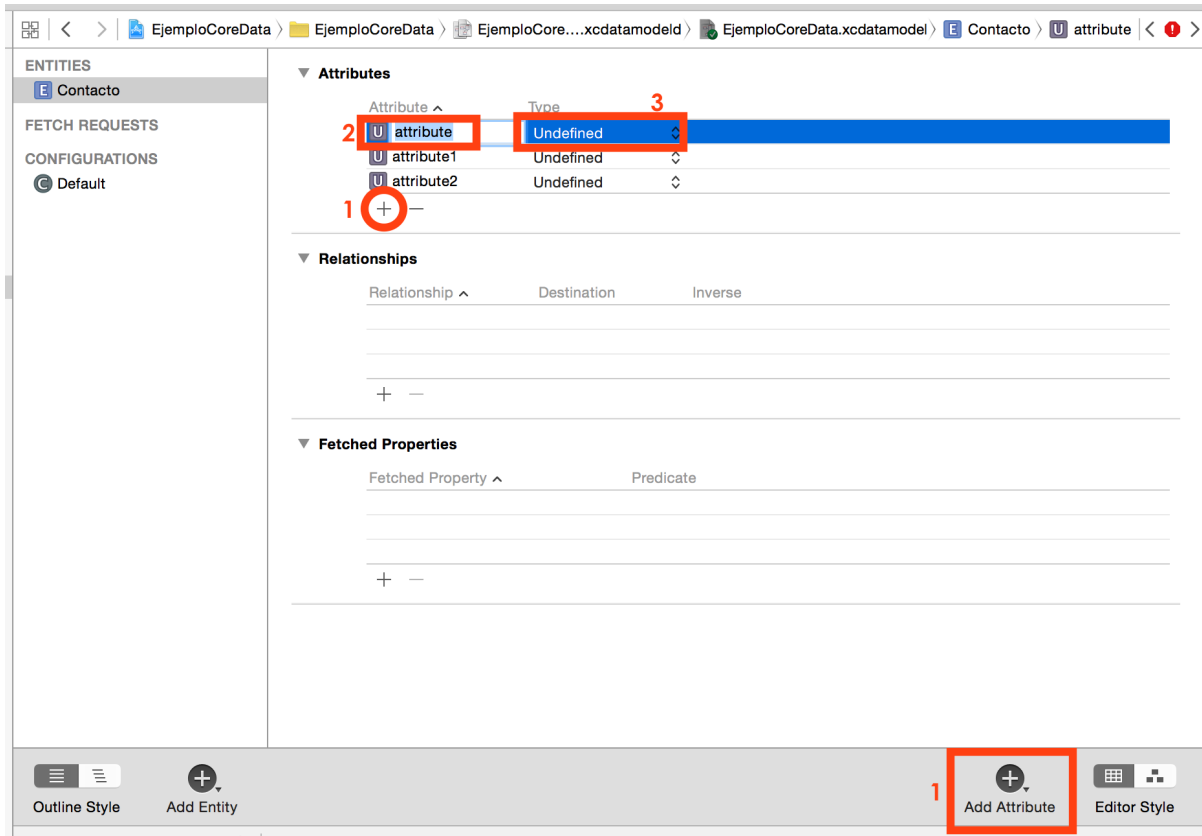 EjemploCoreData EjemploCoreData EjemploCore....xcdatamodeld EjemploCoreData.xcdatamodel E Contacto U attribute
ENTITIES
E Contacto
FETCH REQUESTS
CONFIGURATIONS
C Default
Attributes
Attribute Type 3
2 U attribute Undefined
U attribute1 Undefined
U attribute2 Undefined
1 + −
Relationships
Relationship Destination Inverse
+ −
Fetched Properties
Fetched Property Predicate
+ −
1
Outline Style Add Entity Add Attribute Editor Style